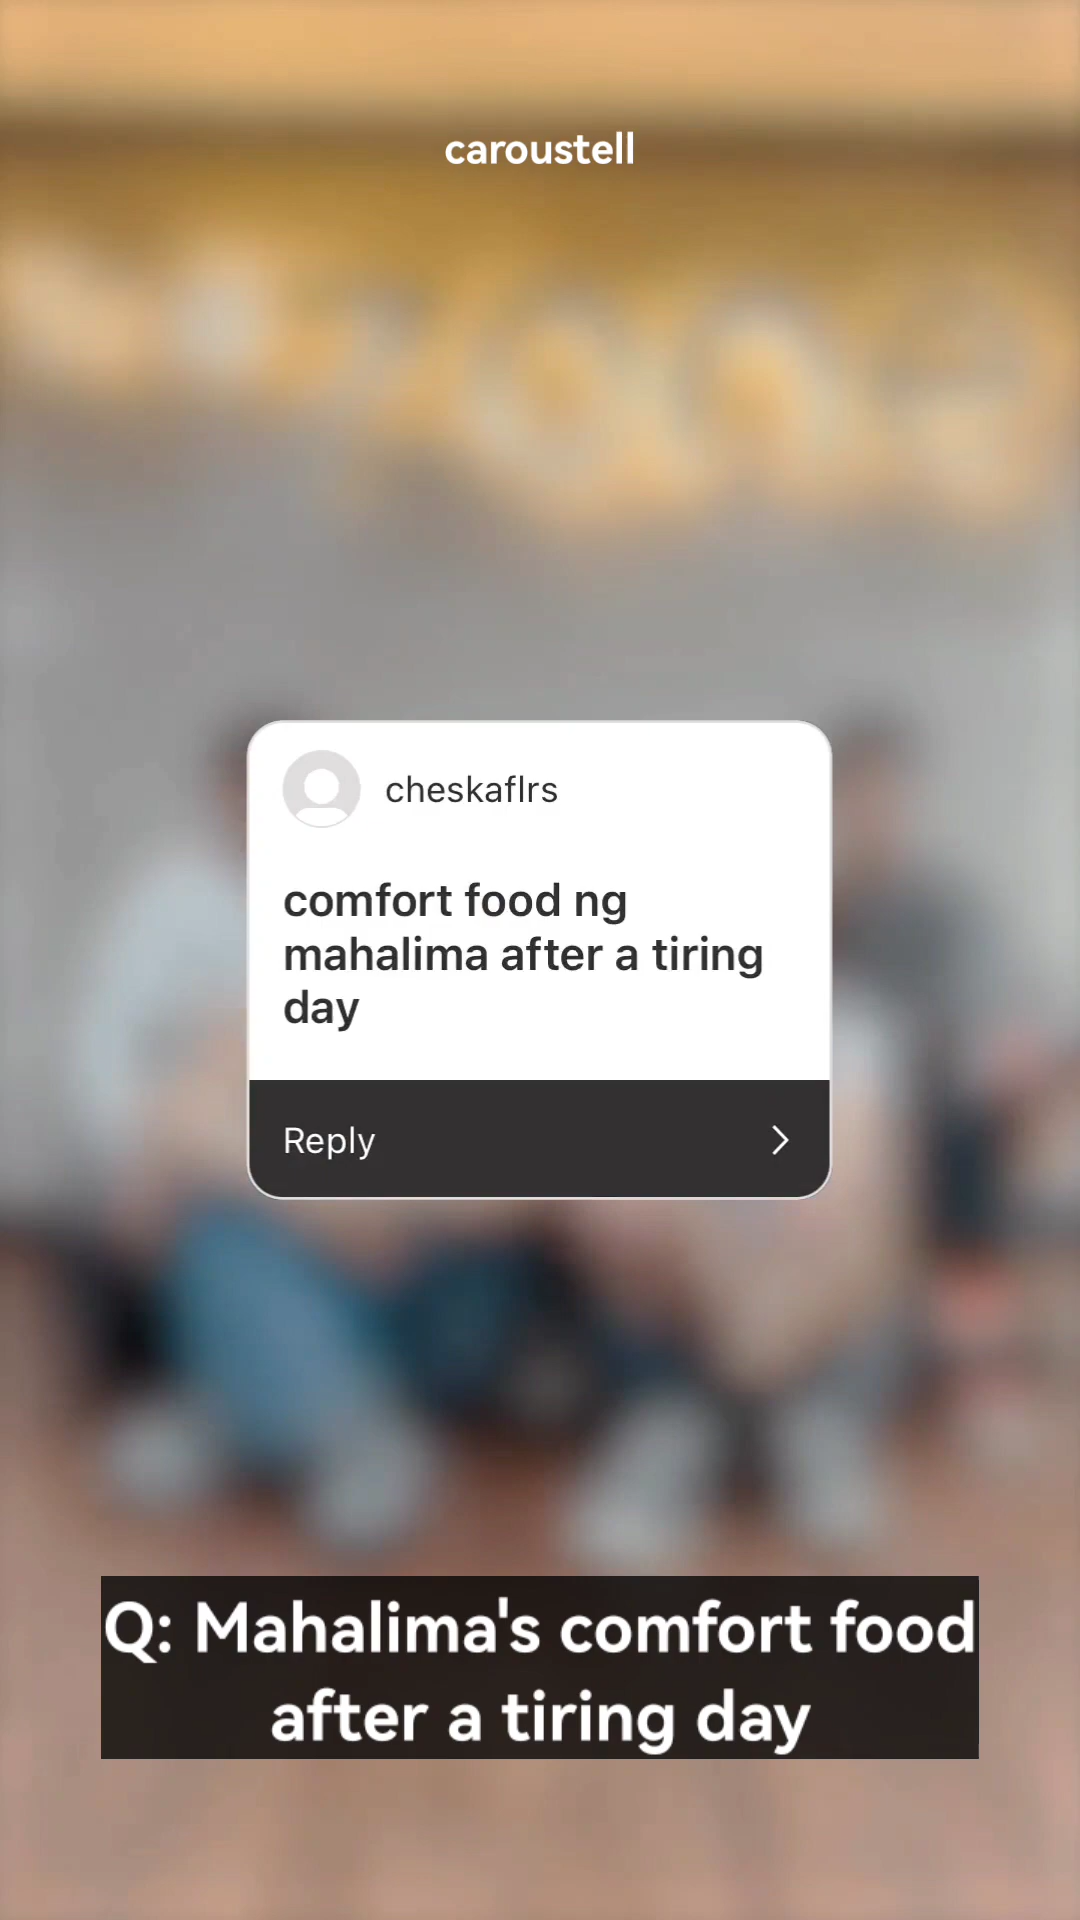 caroustell
cheskaflrs
comfort food ng
mahalima after a tiring
day
Reply
Q: Mahalima's comfort food
after a tiring day